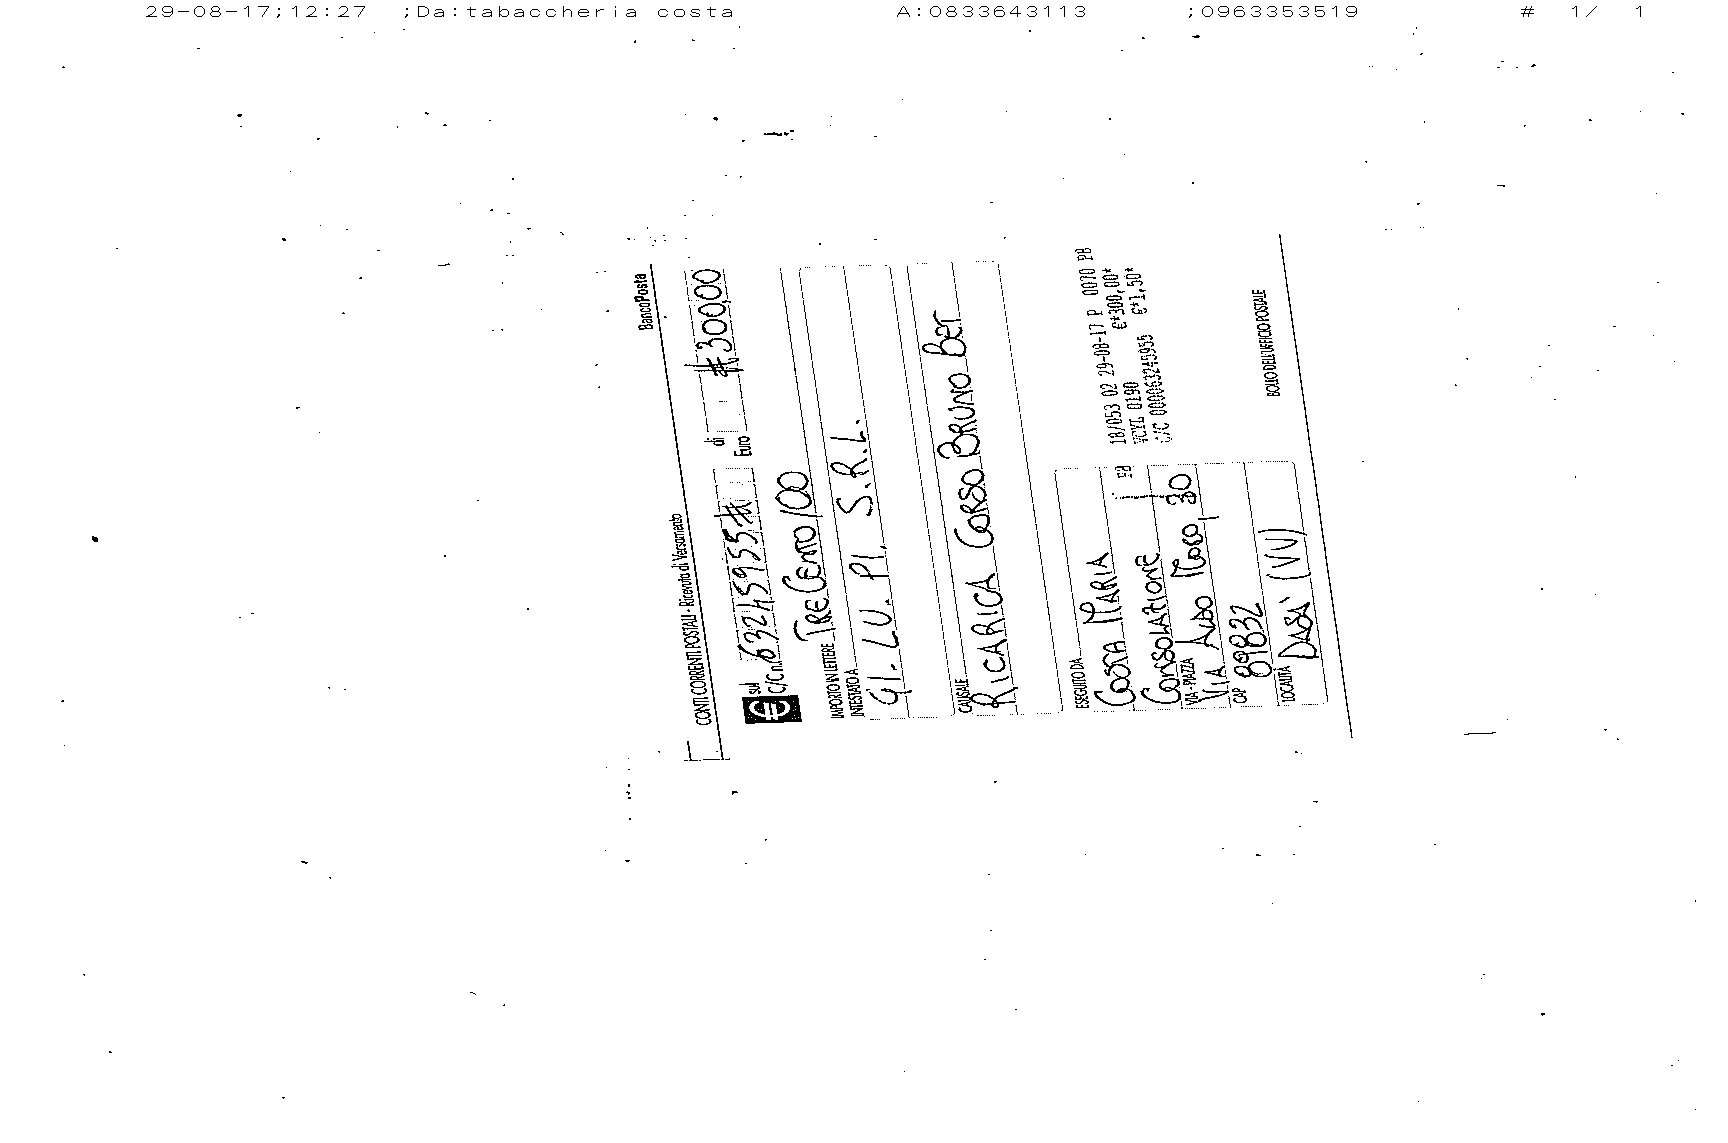 29-08-17;12:27 ;Da:tabaccheria costa A:0833643113 ;0963353519 # 1/ 1
CONTI CORRENTI POSTALI - Ricevuta di Versamento BancoPosta
sul C/C n. 63245955# di Euro #300,00
IMPORTO IN LETTERE TRECENTO/00
INTESTATO A
GI. LU. PI. S.R.L.
CAUSALE
RICARICA CORSO BRUNO BET
ESEGUITO DA
COSTA MARIA
CONSOLATIONE
VIA - PIAZZA
VIA ALDO MORO, 30
CAP
89832
LOCALITÀ
DASA' (VV)
18/053 02 29-08-17 P 0070 PB
VCYL 0190 €*300,00*
C/C 000063245955 €*1,50*
BOLLO DELL'UFFICIO POSTALE